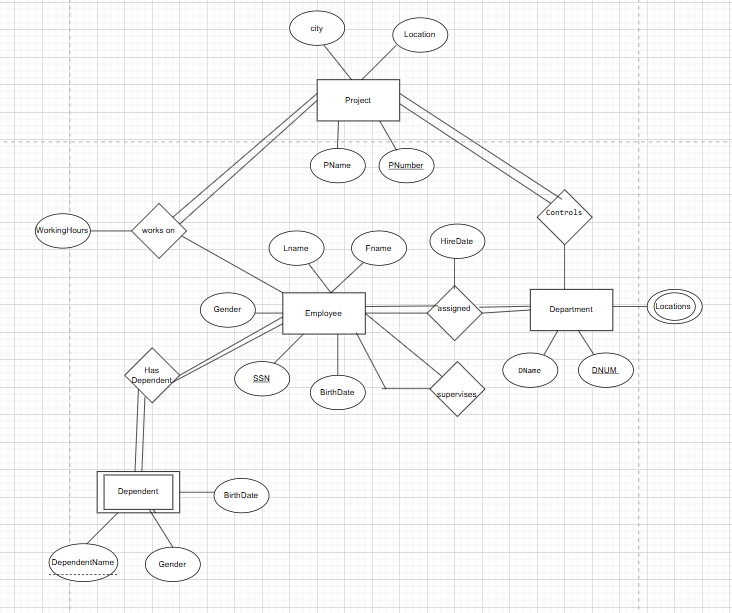 city
Location
Project
PName
PNumber
Controls
WorkingHours
works on
Lname
Fname
HireDate
Gender
Employee
assigned
Department
Locations
Has
Dependent
SSN
BirthDate
supervises
DName
DNUM
Dependent
BirthDate
DependentName
Gender